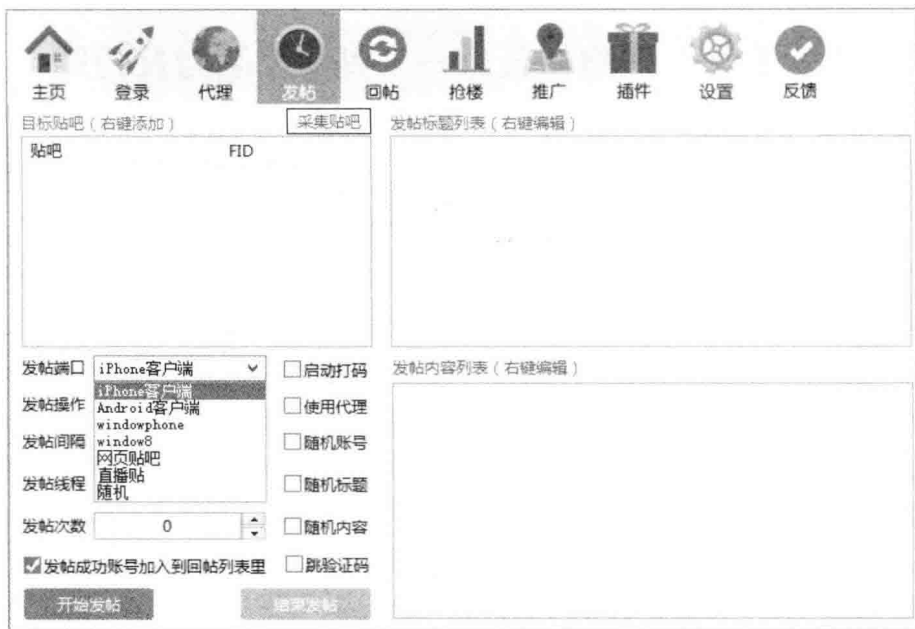 主页 登录 代理 发帖 回帖 抢楼 推广 插件 设置 反馈
目标贴吧（右键添加） 采集贴吧 发帖标题列表（右键编辑）
贴吧 FID
发帖端口 iPhone客户端 启动打码 发帖内容列表（右键编辑）
iPhone客户端
发帖操作 Android客户端 使用代理
windowphone
发帖间隔 window8 随机账号
网页贴吧
直播贴
发帖线程 随机 随机标题
发帖次数 0 随机内容
发帖成功账号加入到回帖列表里 跳验证码
开始发帖 结束发帖